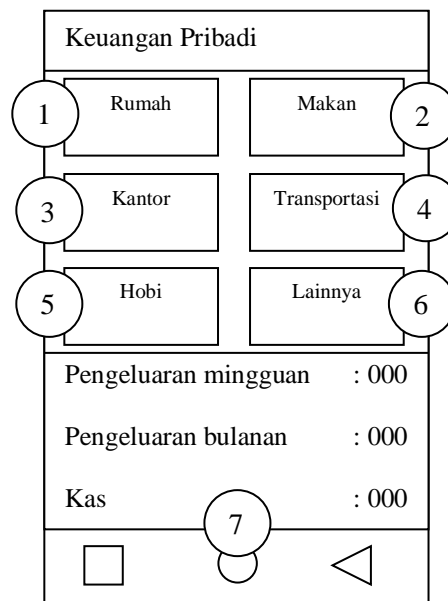 Keuangan Pribadi
1 Rumah Makan 2
3 Kantor Transportasi 4
5 Hobi Lainnya 6
Pengeluaran mingguan : 000
Pengeluaran bulanan : 000
Kas : 000
7